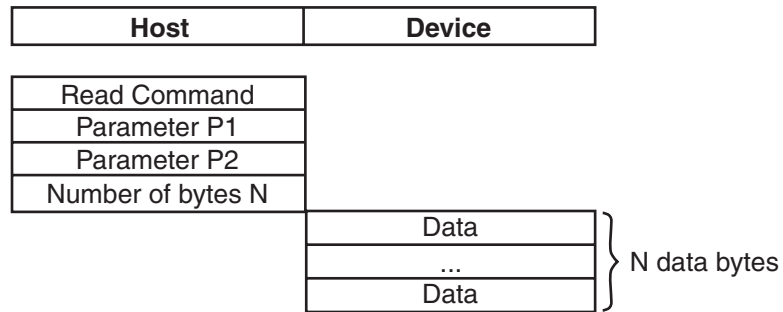 Host Device
Read Command
Parameter P1
Parameter P2
Number of bytes N
Data
...
N data bytes
Data